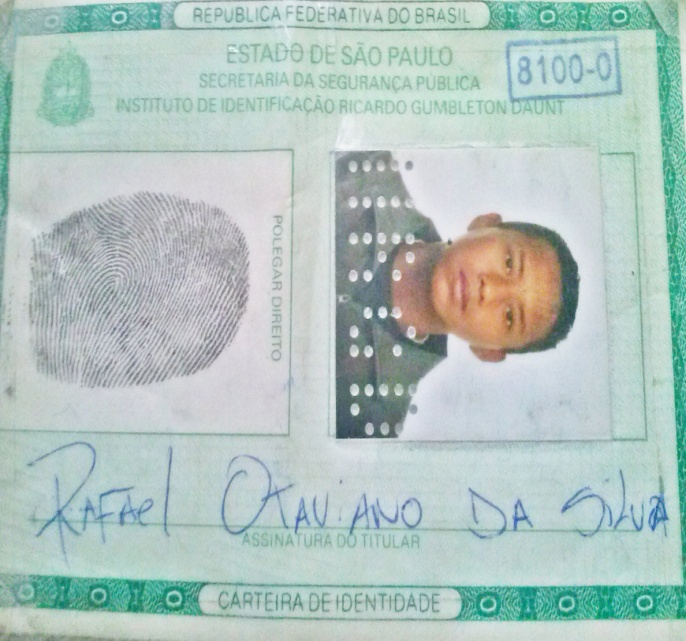 REPÚBLICA FEDERATIVA DO BRASIL
ESTADO DE SÃO PAULO
8100-0
SECRETARIA DA SEGURANÇA PÚBLICA
INSTITUTO DE IDENTIFICAÇÃO RICARDO GUMBLETON DAUNT
POLEGAR DIREITO
Rafael Otaviano da Silva
ASSINATURA DO TITULAR
CARTEIRA DE IDENTIDADE